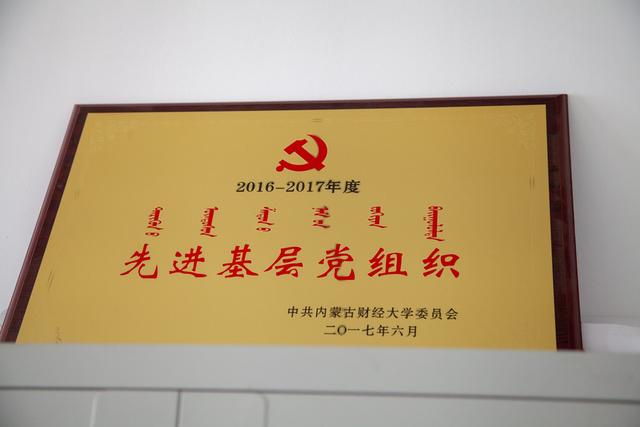 2016-2017年度
先进基层党组织
中共内蒙古财经大学委员会
二〇一七年六月